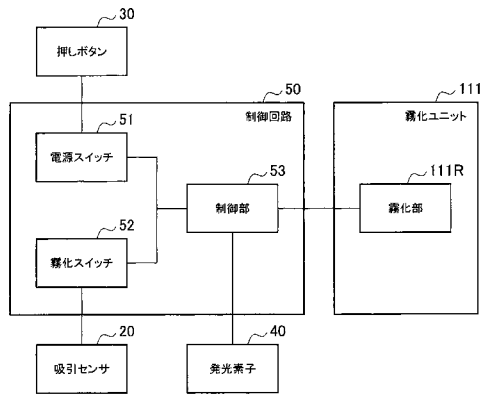 30
押しボタン
50
制御回路
111
霧化ユニット
51
電源スイッチ
53
制御部
111R
霧化部
52
霧化スイッチ
20
吸引センサ
40
発光素子